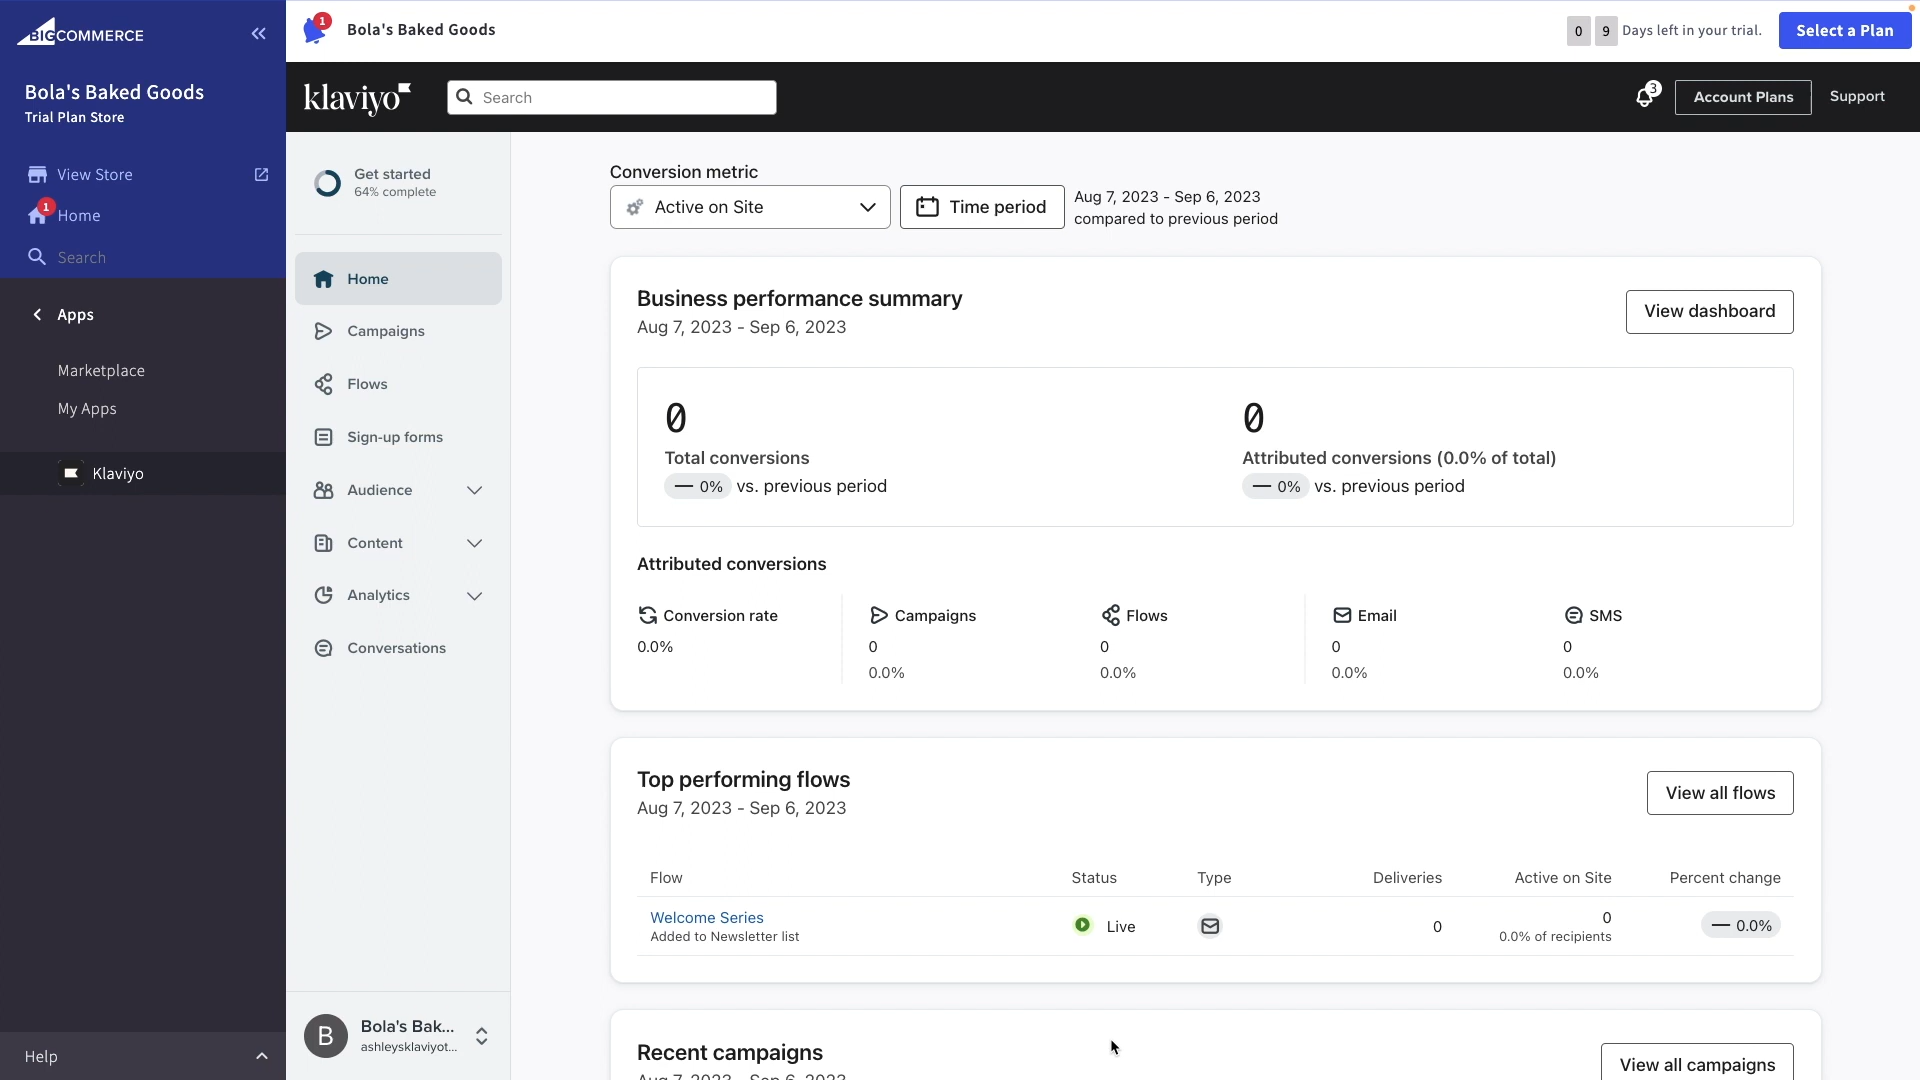 BIGCOMMERCE
Bola's Baked Goods
Trial Plan Store
View Store
1
Home
Search
Apps
Marketplace
My Apps
Klaviyo
Help
1
Bola's Baked Goods
0 9 Days left in your trial.
Select a Plan
klaviyo
Search
3
Account Plans
Support
Get started
64% complete
Home
Campaigns
Flows
Sign-up forms
Audience
Content
Analytics
Conversations
B
Bola's Bak...
ashleysklaviyot...
Conversion metric
Active on Site
Time period
Aug 7, 2023 - Sep 6, 2023
compared to previous period
Business performance summary
Aug 7, 2023 - Sep 6, 2023
View dashboard
0
Total conversions
— 0% vs. previous period
0
Attributed conversions (0.0% of total)
— 0% vs. previous period
Attributed conversions
Conversion rate
0.0%
Campaigns
0
0.0%
Flows
0
0.0%
Email
0
0.0%
SMS
0
0.0%
Top performing flows
Aug 7, 2023 - Sep 6, 2023
View all flows
Flow Status Type Deliveries Active on Site Percent change
Welcome Series
Added to Newsletter list
Live
0
0
0.0% of recipients
— 0.0%
Recent campaigns
Aug 7, 2023 - Sep 6, 2023
View all campaigns